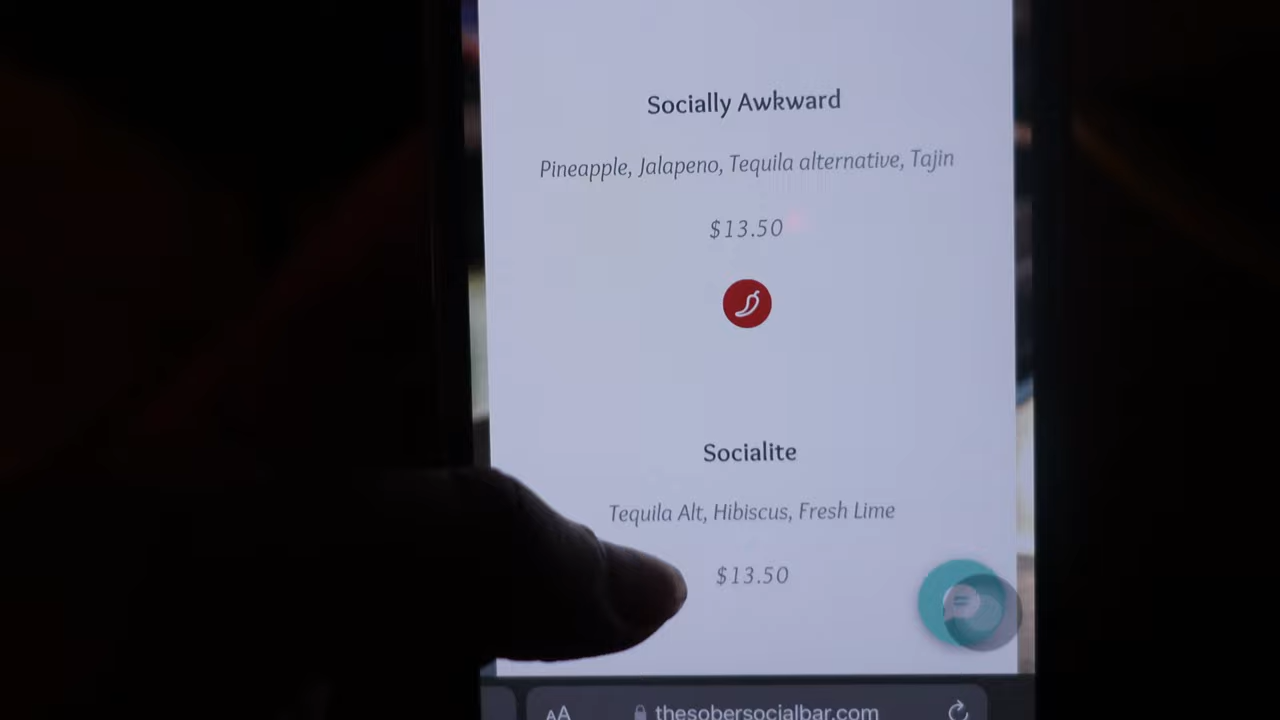 Socially Awkward
Pineapple, Jalapeno, Tequila alternative, Tajin
$13.50
Socialite
Tequila Alt, Hibiscus, Fresh Lime
$13.50
AA thesobersocialbar.com